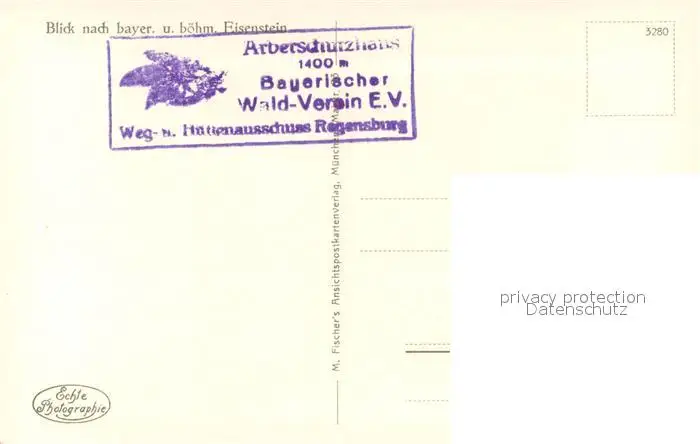 Blick nach bayer. u. böhm. Eisenstein
3280
Arberschutzhaus
1400 m
Bayerischer
Wald-Verein E.V.
Weg- u. Hüttenausschuss Regensburg
M. Fischer's Ansichtspostkartenverlag, München
Echte
Photographie
privacy protection
Datenschutz